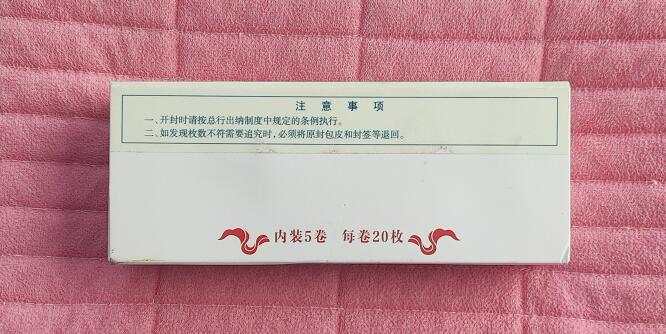 注意事项
一、开封时请按总行出纳制度中规定的条例执行。
二、如发现枚数不符需要追究时,必须将原封包皮和封签等退回。
内装5卷 每卷20枚